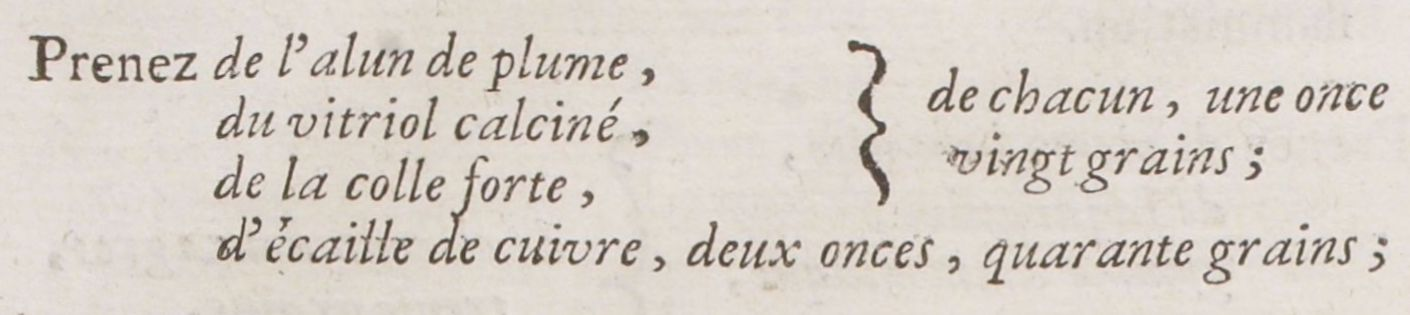 Prenez de l'alun de plume,
du vitriol calciné,
de la colle forte,
} de chacun, une once
vingt grains ;
d'écaille de cuivre, deux onces, quarante grains ;